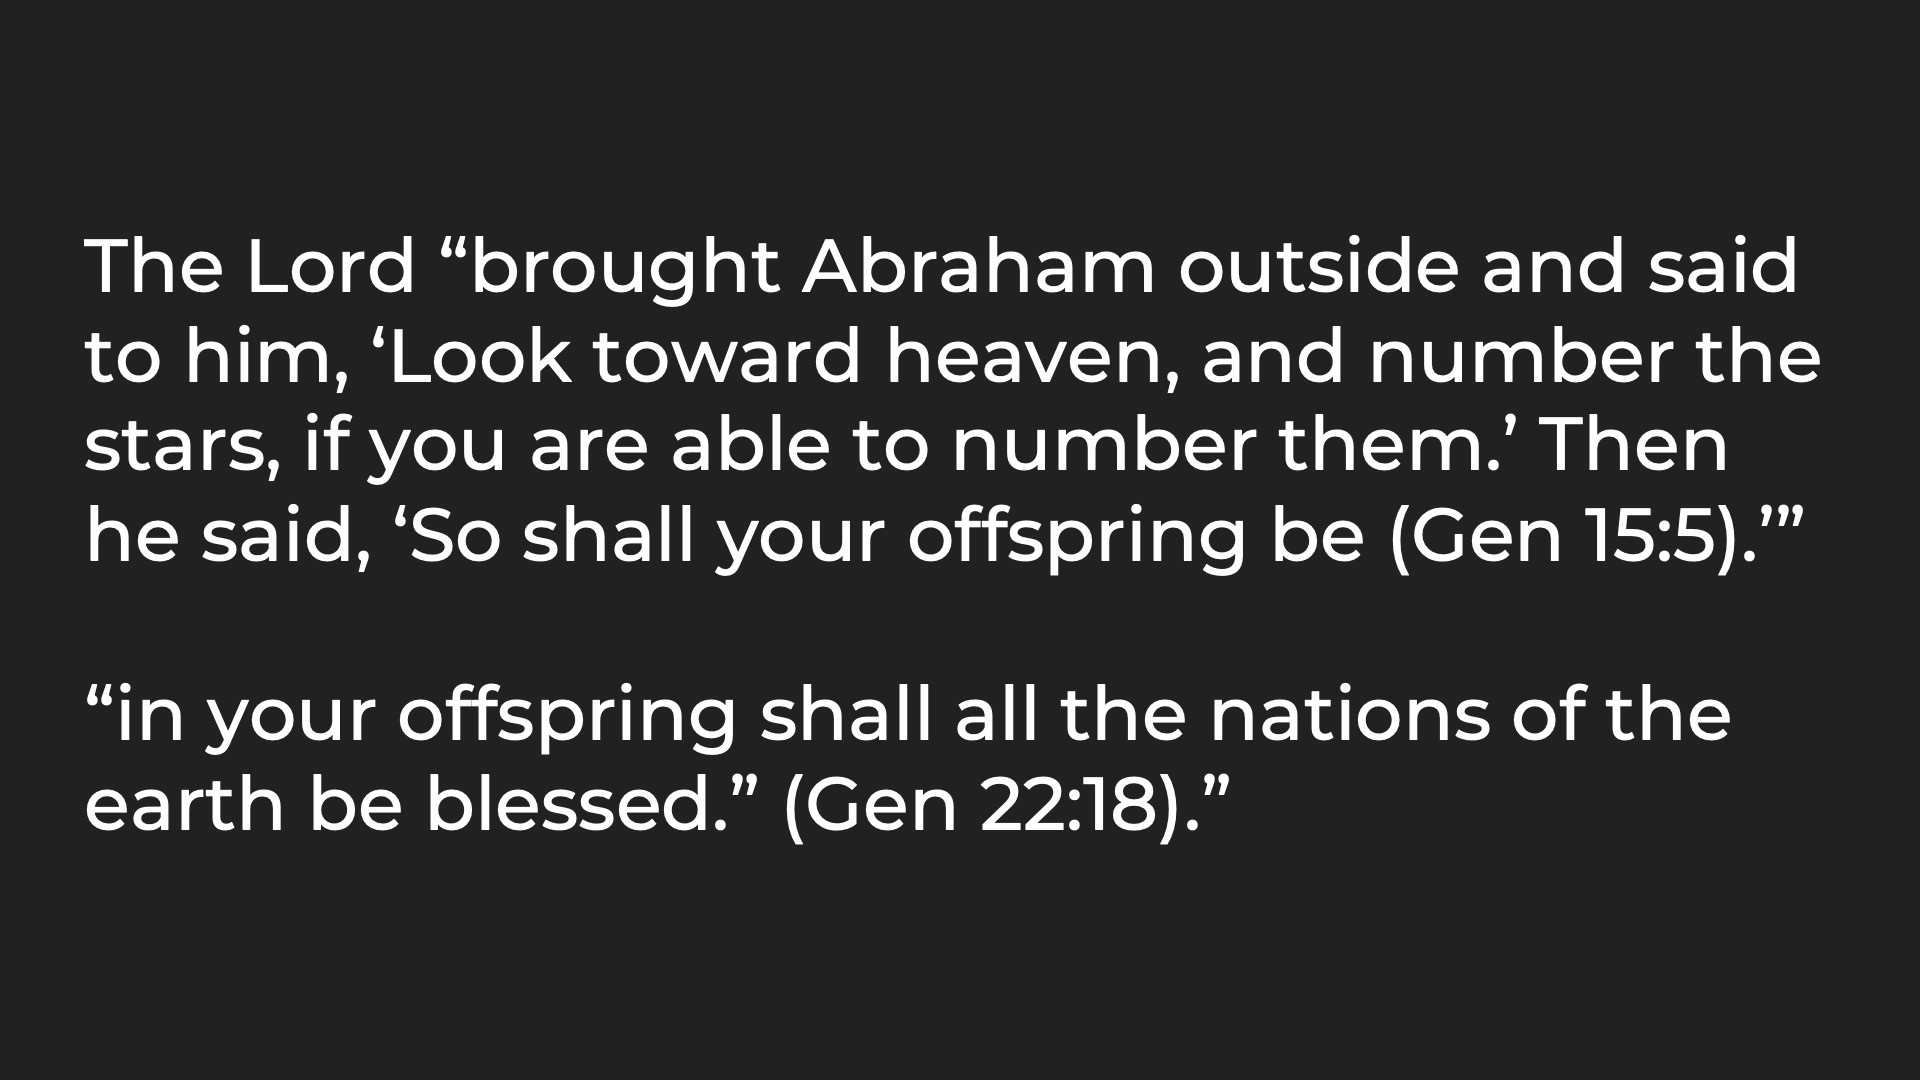 The Lord “brought Abraham outside and said
to him, ‘Look toward heaven, and number the
stars, if you are able to number them.’ Then
he said, ‘So shall your offspring be (Gen 15:5).’”
“in your offspring shall all the nations of the
earth be blessed.” (Gen 22:18).”